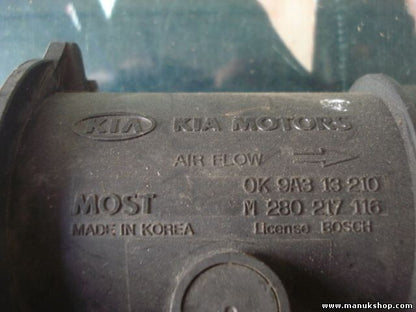 KIA KIA MOTORS
AIR FLOW
OK 9A3 13 210
MOST M 280 217 116
MADE IN KOREA License BOSCH
www.manukshop.com